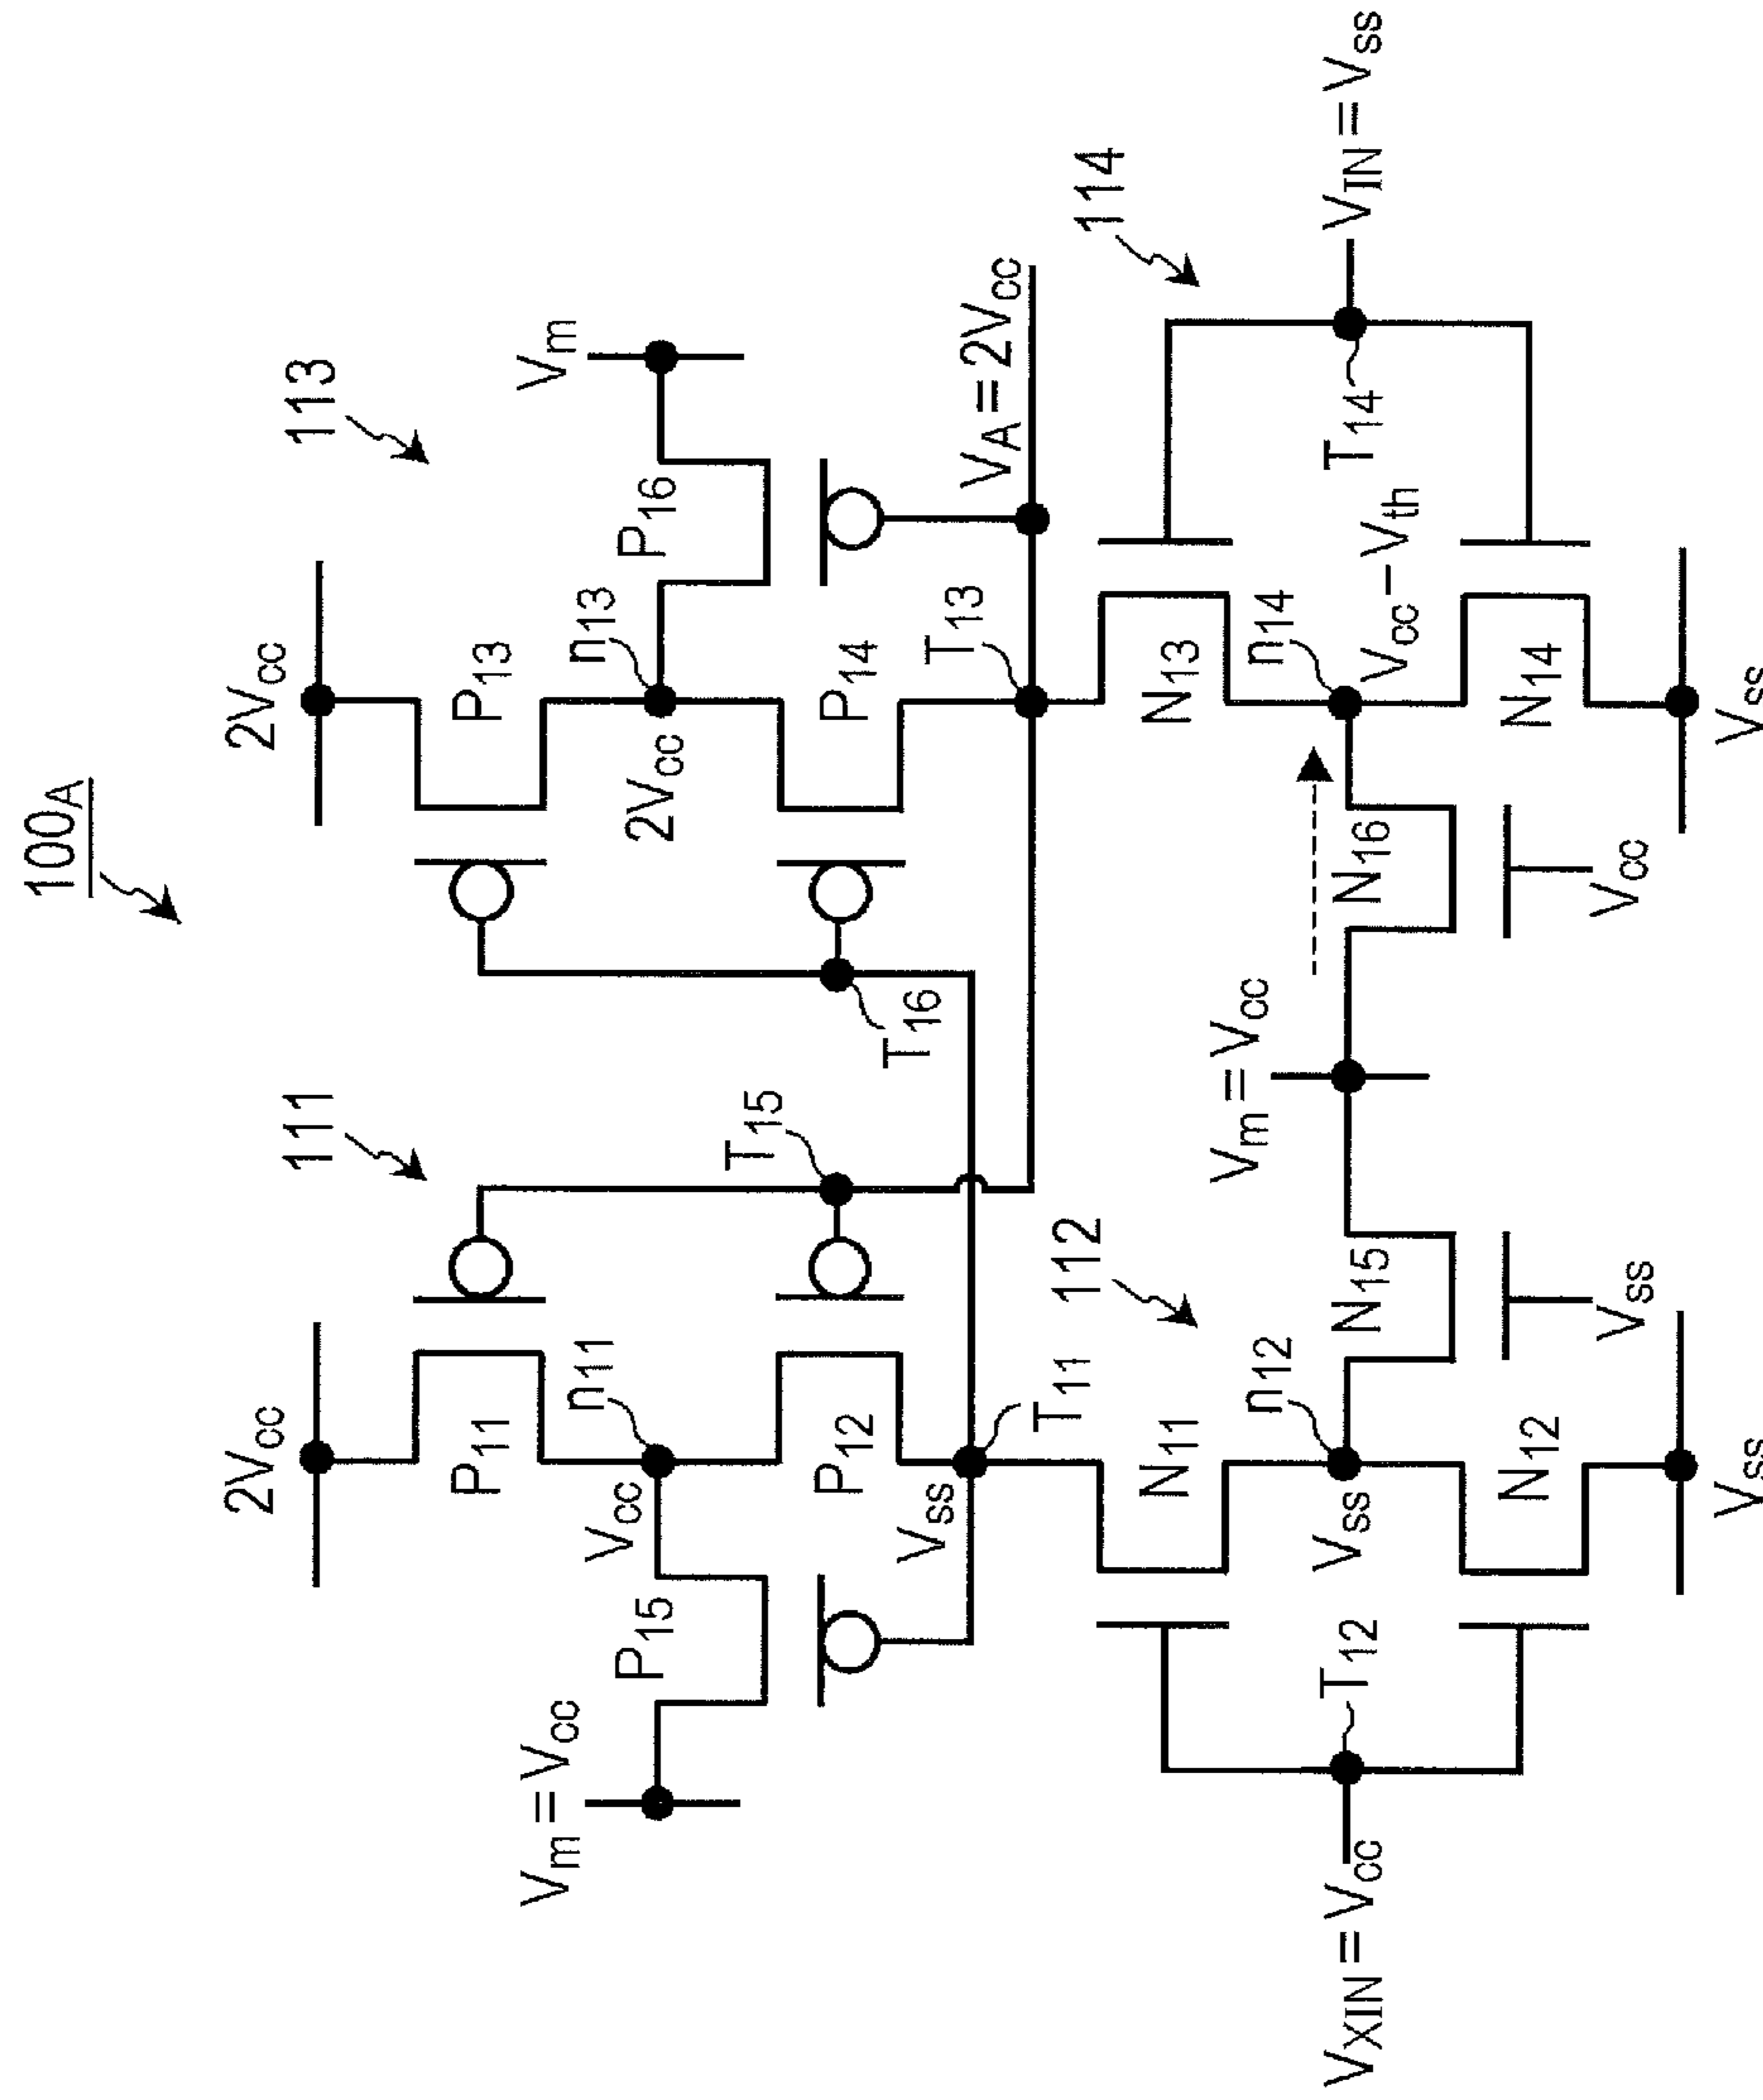 100A
111
113
2Vcc
2Vcc
P11
P13
Vm=Vcc
P15
Vcc
n11
T15
2Vcc
n13
P16
Vm
P12
P14
T16
Vss
T11
T13
VA=2Vcc
112
114
N11
N13
VXIN=Vcc
T12
Vss
n12
N15
Vm=Vcc
N16
n14
Vcc-Vth
T14
VIN=Vss
N12
N14
Vss
Vcc
Vss
Vss